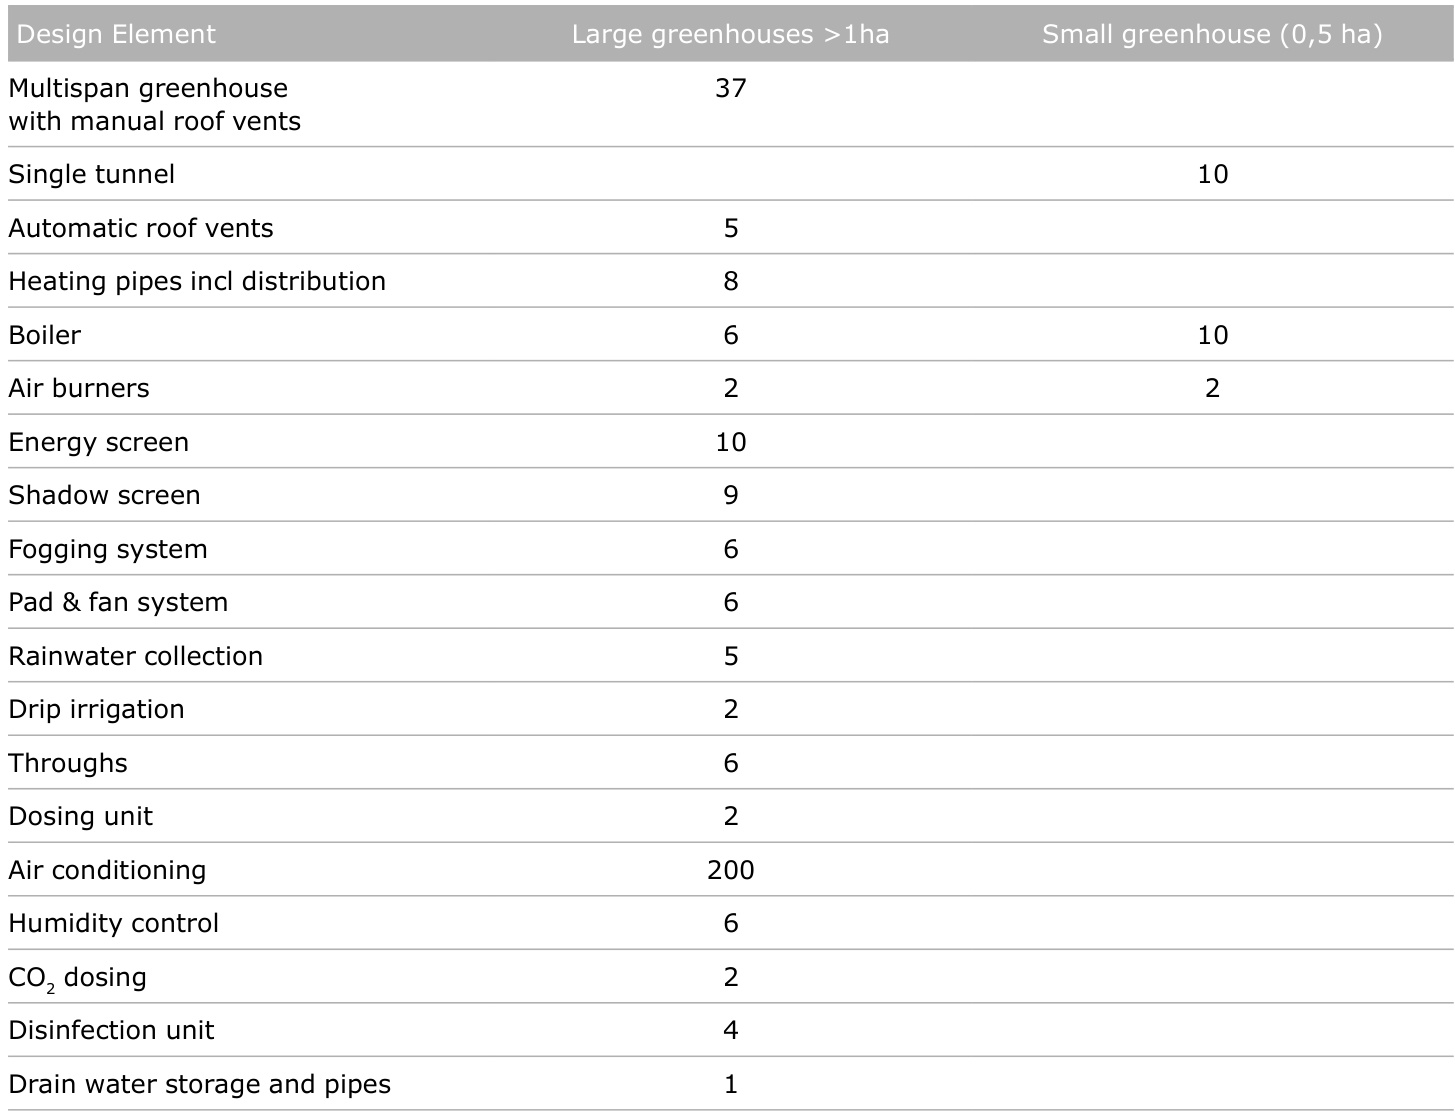 Design Element Large greenhouses >1ha Small greenhouse (0,5 ha)
Multispan greenhouse 37
with manual roof vents
Single tunnel 10
Automatic roof vents 5
Heating pipes incl distribution 8
Boiler 6 10
Air burners 2 2
Energy screen 10
Shadow screen 9
Fogging system 6
Pad & fan system 6
Rainwater collection 5
Drip irrigation 2
Throughs 6
Dosing unit 2
Air conditioning 200
Humidity control 6
CO₂ dosing 2
Disinfection unit 4
Drain water storage and pipes 1